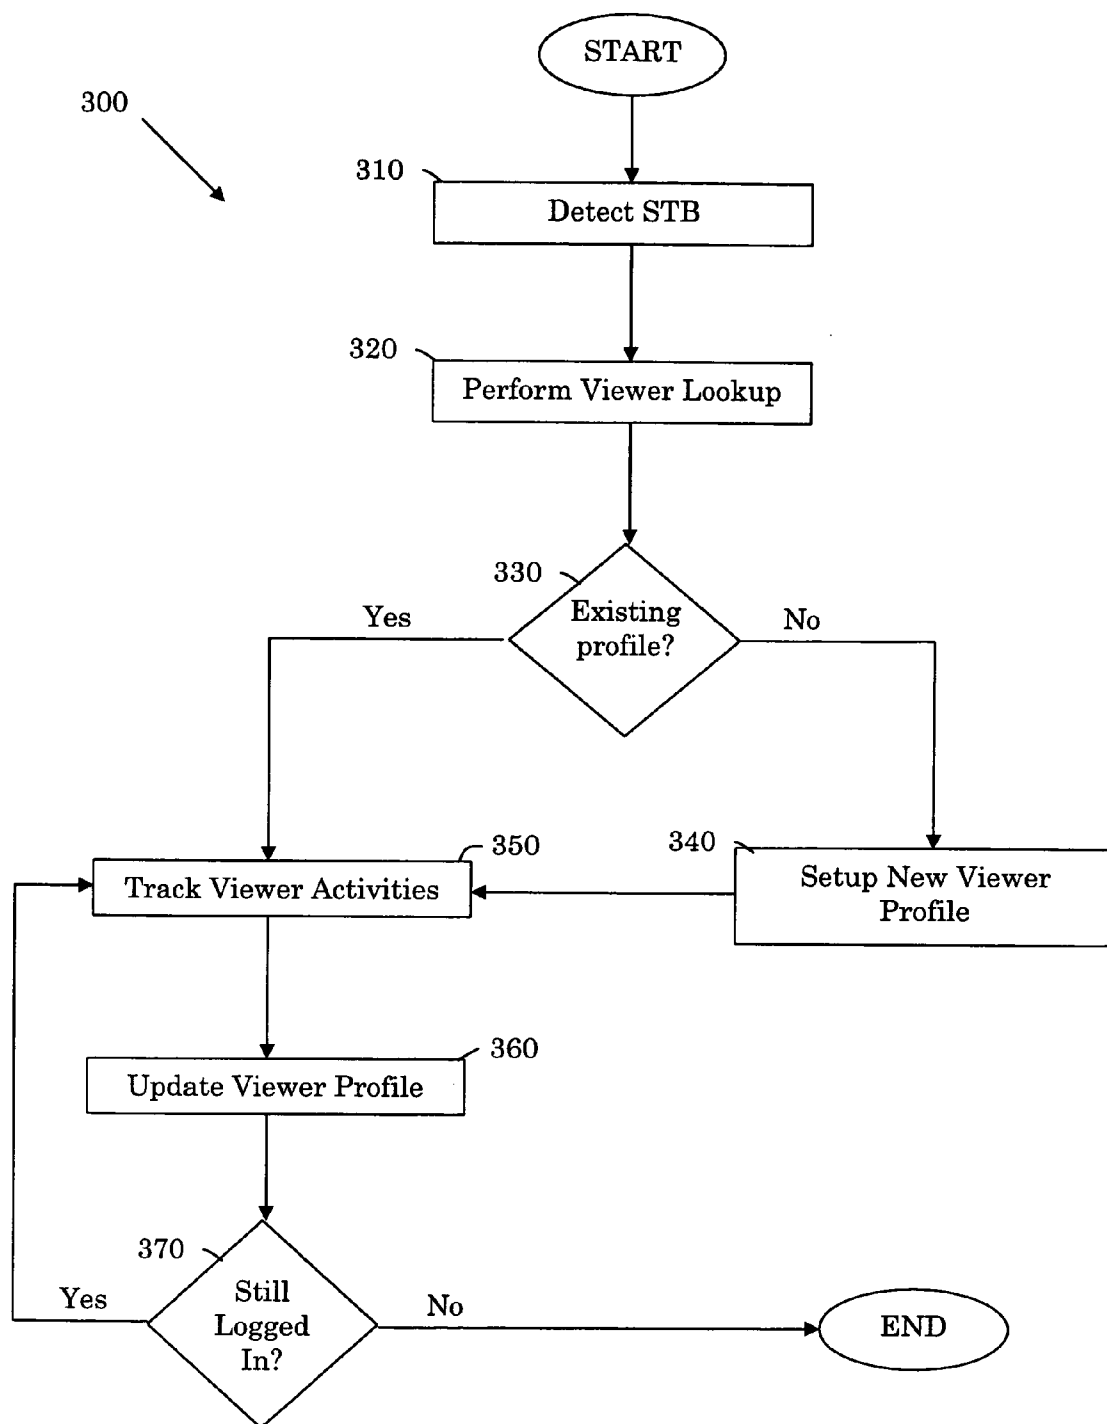 START
300
310
Detect STB
320
Perform Viewer Lookup
330
Existing
profile?
Yes
No
350
Track Viewer Activities
340
Setup New Viewer
Profile
360
Update Viewer Profile
370
Still
Logged
In?
Yes
No
END